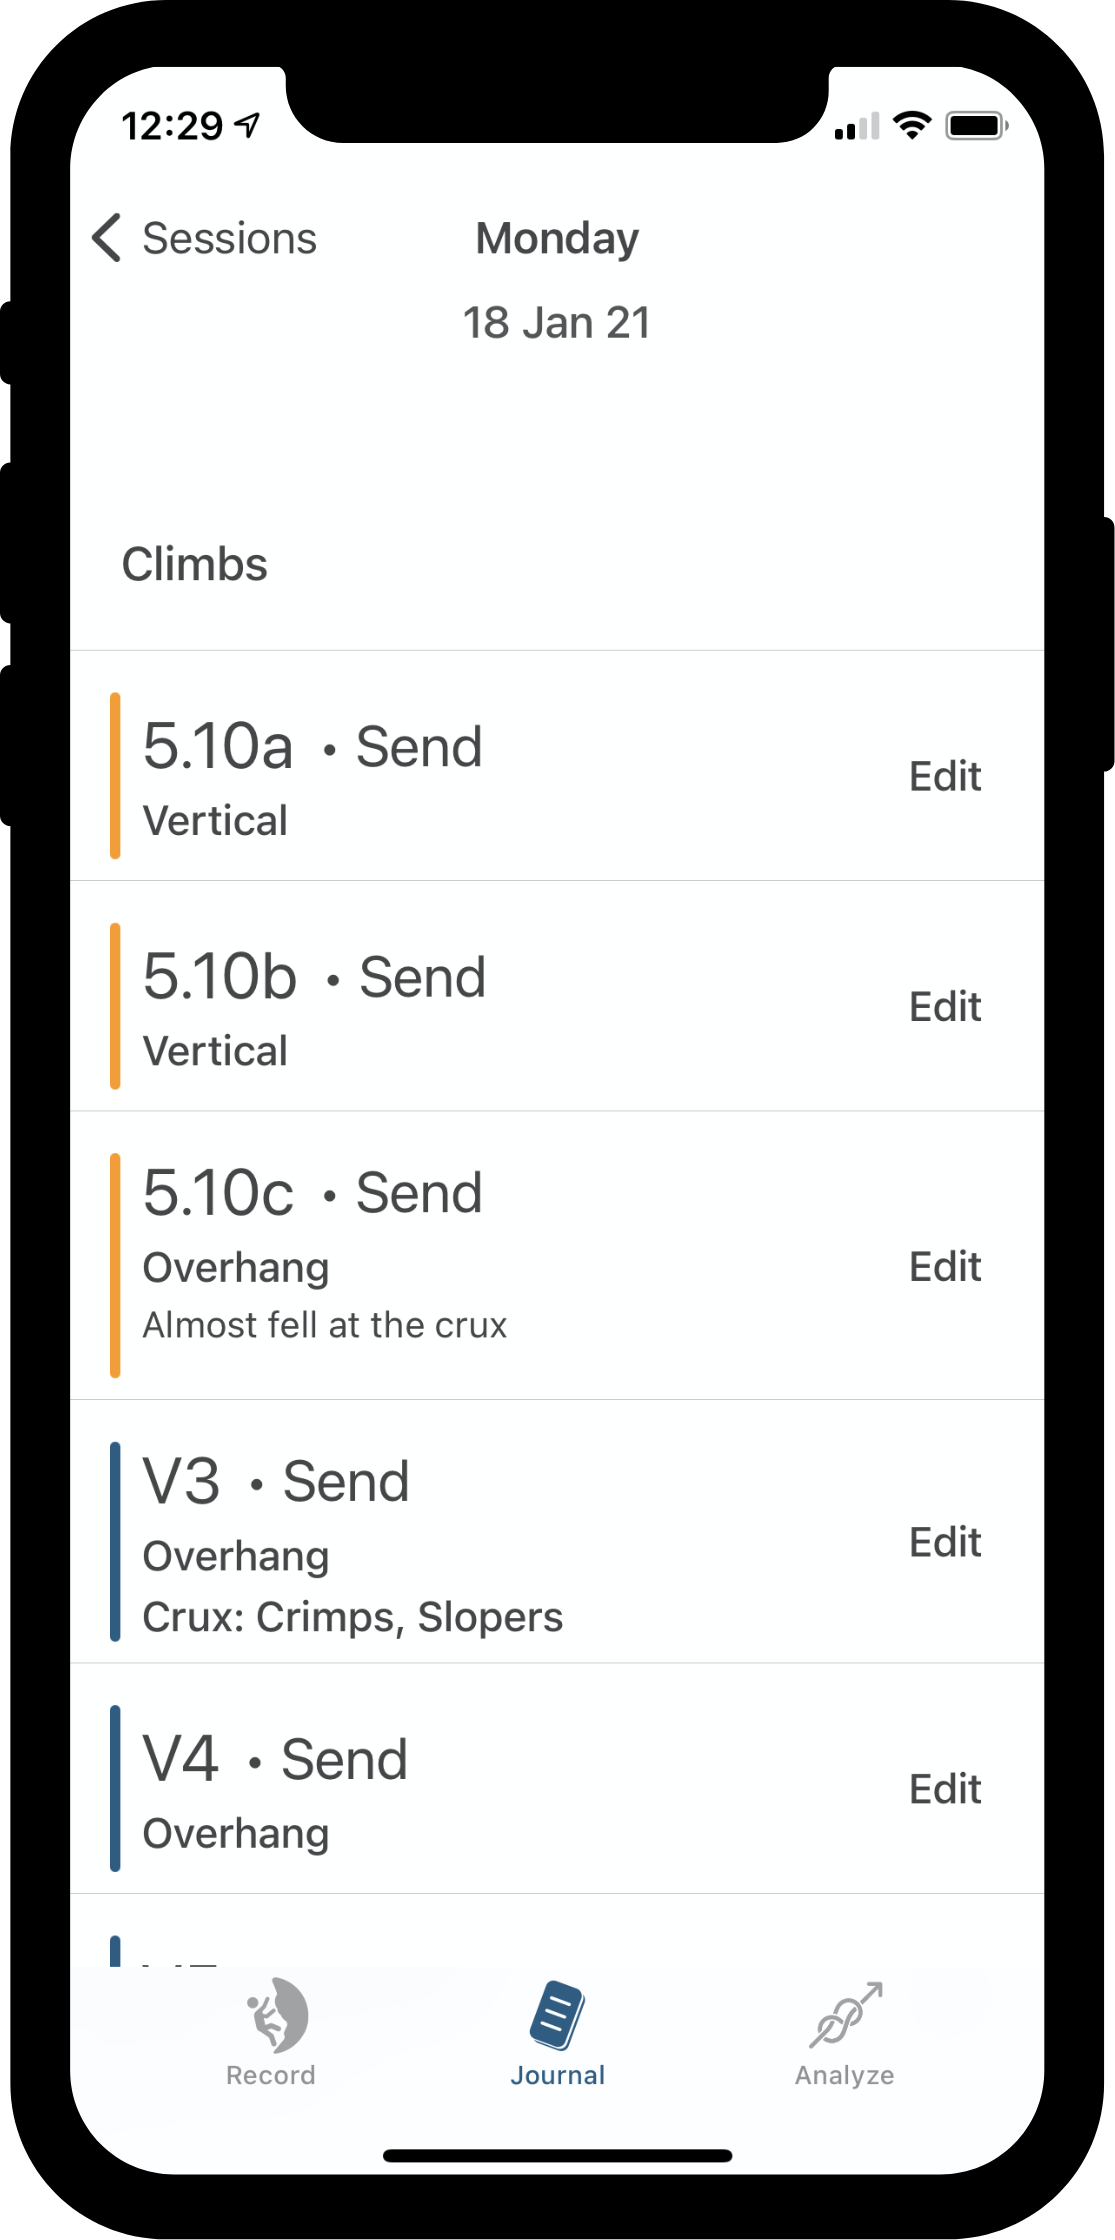 12:29
Sessions
Monday
18 Jan 21
Climbs
5.10a • Send
Vertical
Edit
5.10b • Send
Vertical
Edit
5.10c • Send
Overhang
Almost fell at the crux
Edit
V3 • Send
Overhang
Crux: Crimps, Slopers
Edit
V4 • Send
Overhang
Edit
Record
Journal
Analyze